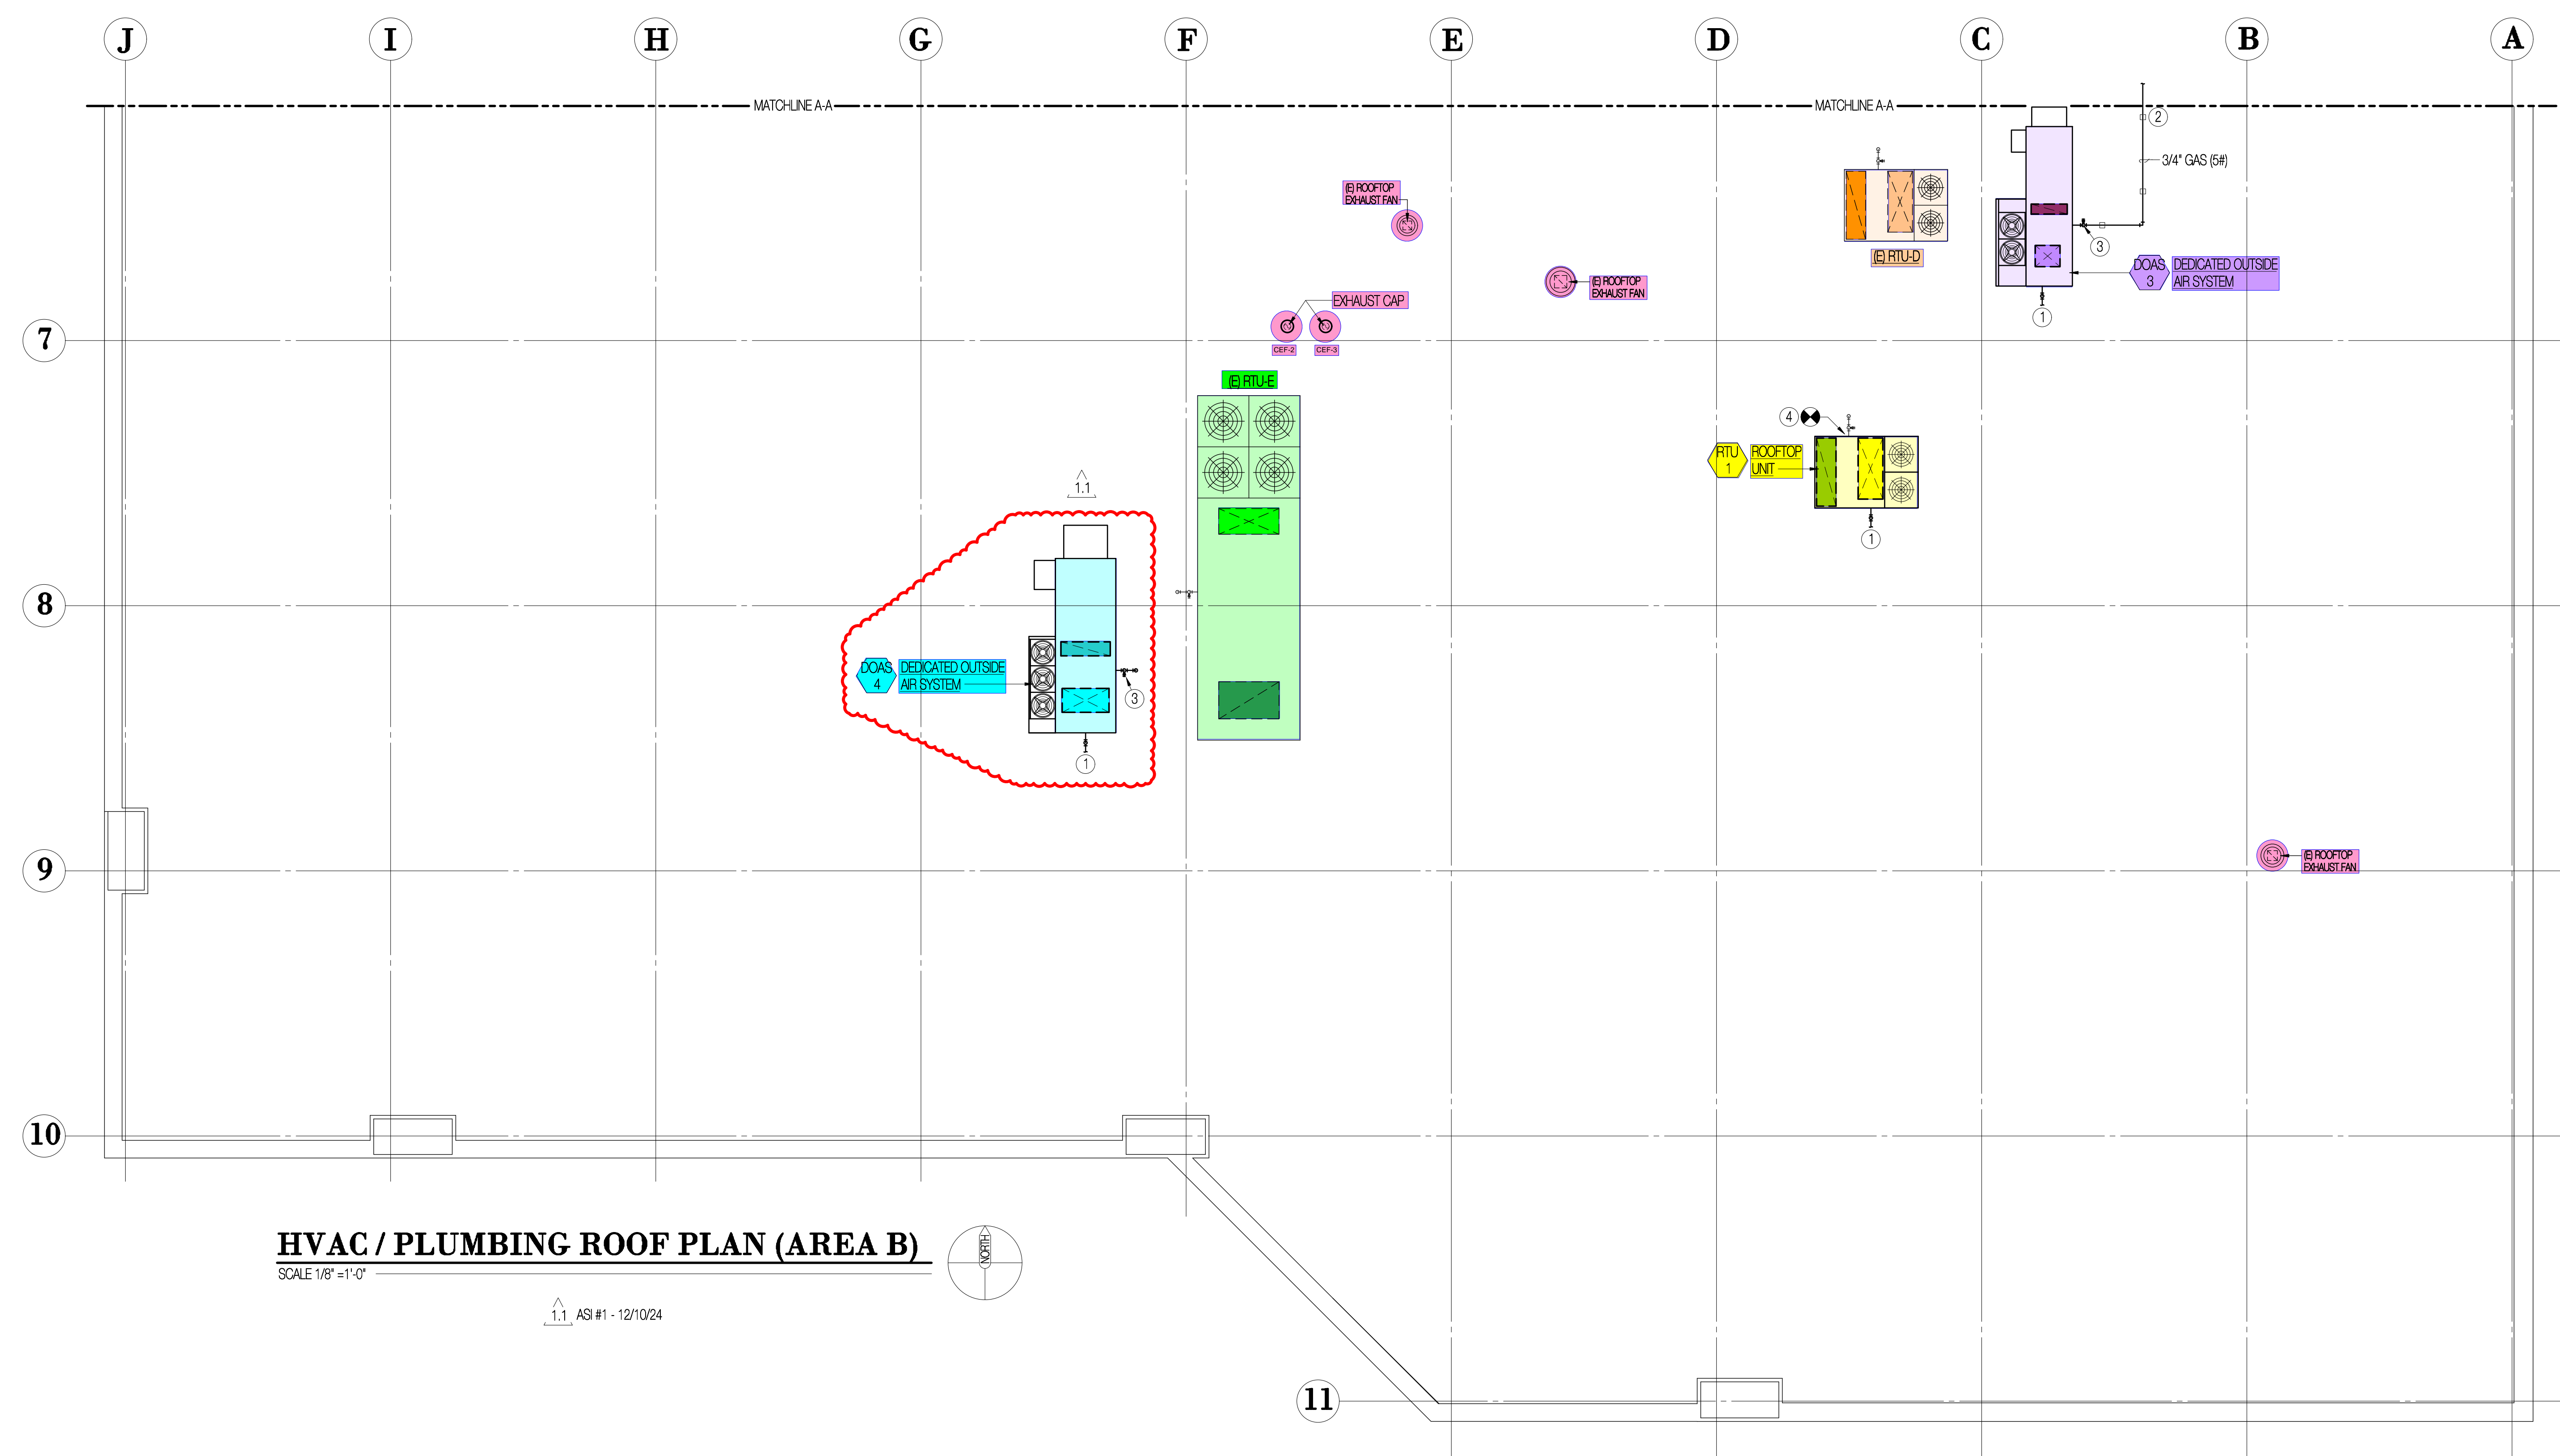 J I H G F E D C B A
MATCHLINE A-A
MATCHLINE A-A
2
3/4" GAS (5#)
(E) ROOFTOP
EXHAUST FAN
3
(E) RTU-D
DOAS
3
DEDICATED OUTSIDE
AIR SYSTEM
(E) ROOFTOP
EXHAUST FAN
EXHAUST CAP
1
7
CEF-2
CEF-3
(E) RTU-E
4
RTU
1
ROOFTOP
UNIT
1.1
1
8
DOAS
4
DEDICATED OUTSIDE
AIR SYSTEM
3
1
9
(E) ROOFTOP
EXHAUST FAN
10
HVAC / PLUMBING ROOF PLAN (AREA B)
SCALE 1/8" =1'-0"
NORTH
1.1 ASI #1 - 12/10/24
11